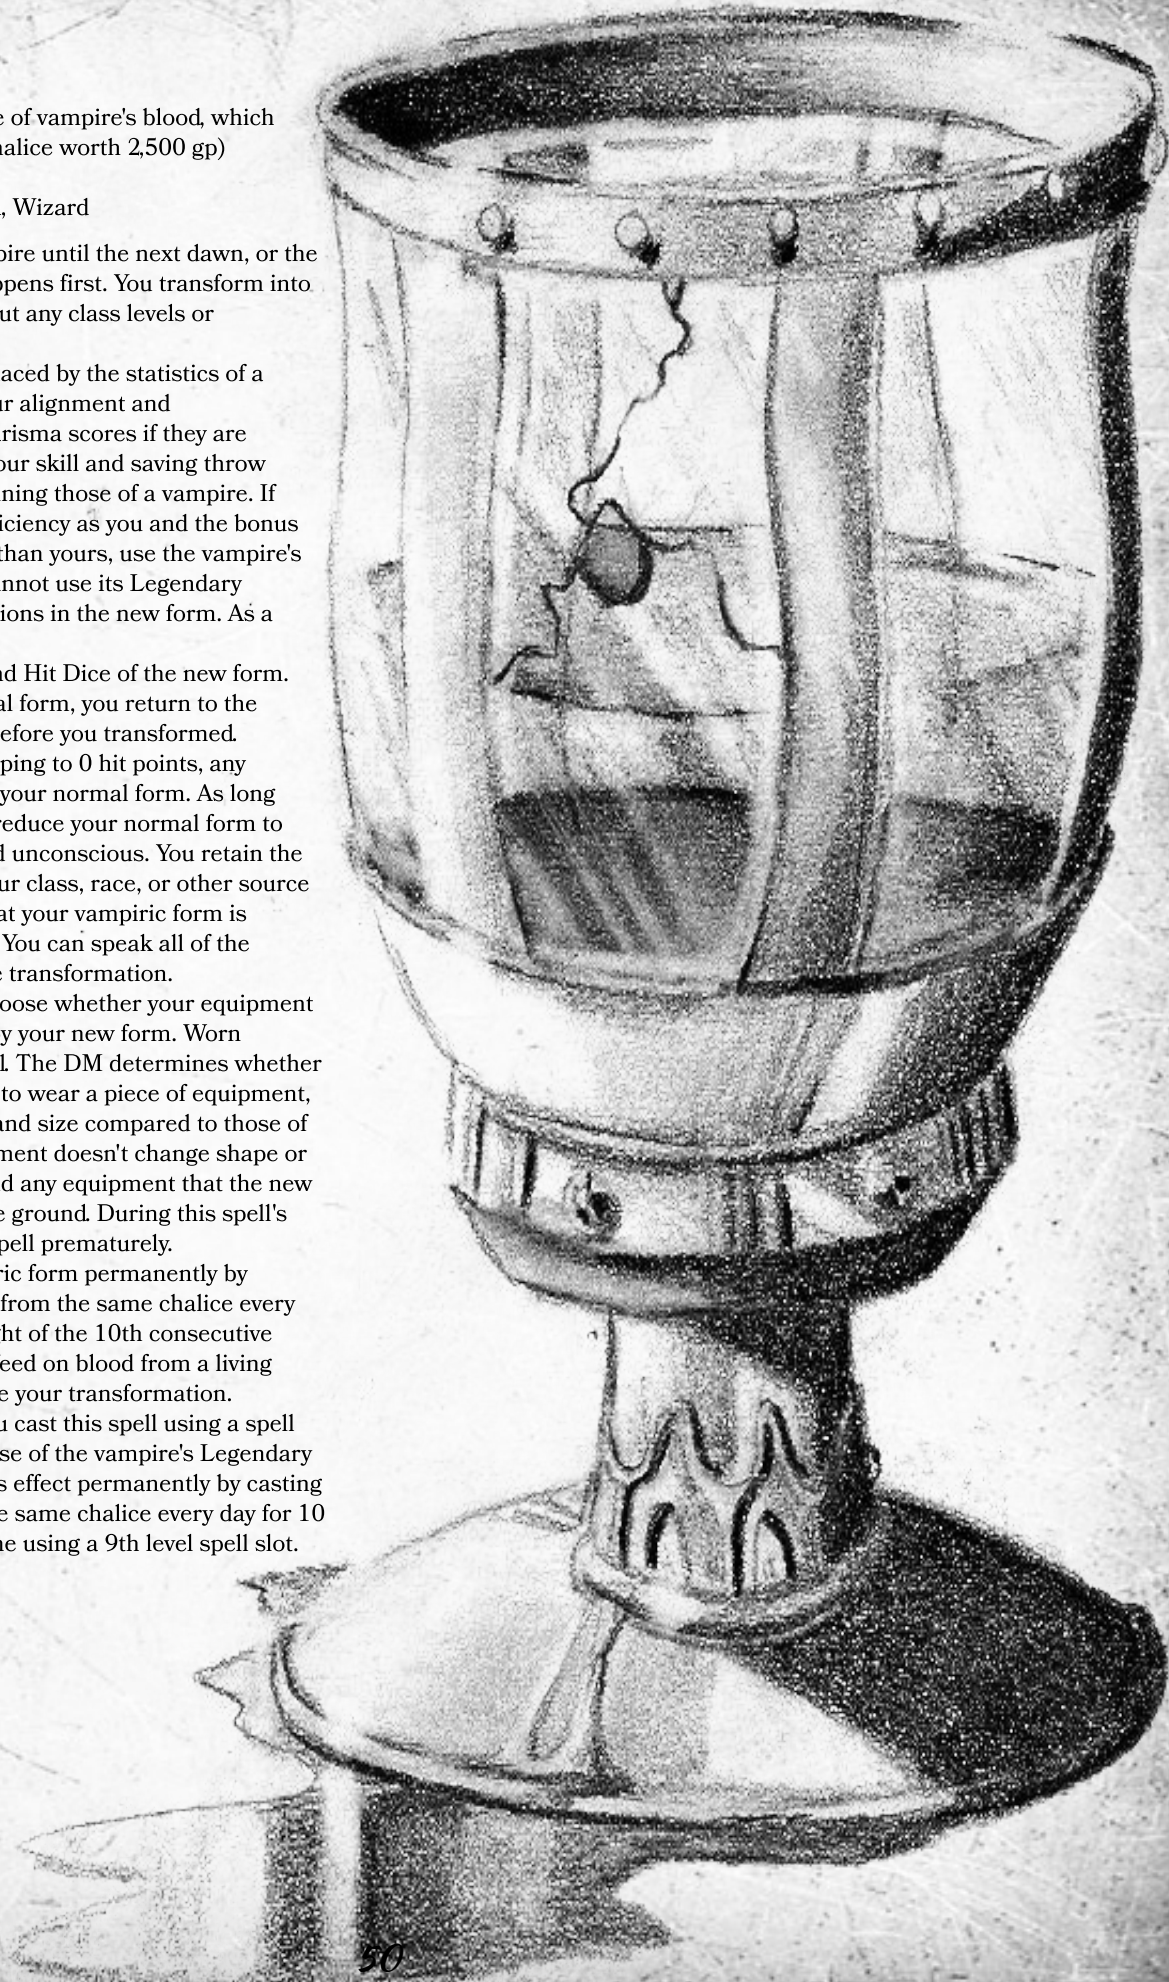 e of vampire's blood, which
halice worth 2,500 gp)
, Wizard
pire until the next dawn, or the
ppens first. You transform into
ut any class levels or
aced by the statistics of a
ur alignment and
arisma scores if they are
our skill and saving throw
ining those of a vampire. If
ficiency as you and the bonus
than yours, use the vampire's
annot use its Legendary
tions in the new form. As a
nd Hit Dice of the new form.
al form, you return to the
before you transformed.
ping to 0 hit points, any
your normal form. As long
reduce your normal form to
d unconscious. You retain the
ur class, race, or other source
at your vampiric form is
You can speak all of the
e transformation.
oose whether your equipment
y your new form. Worn
l. The DM determines whether
to wear a piece of equipment,
and size compared to those of
ment doesn't change shape or
d any equipment that the new
e ground. During this spell's
pell prematurely.
ric form permanently by
from the same chalice every
ht of the 10th consecutive
feed on blood from a living
e your transformation.
u cast this spell using a spell
se of the vampire's Legendary
s effect permanently by casting
e same chalice every day for 10
ne using a 9th level spell slot.
50